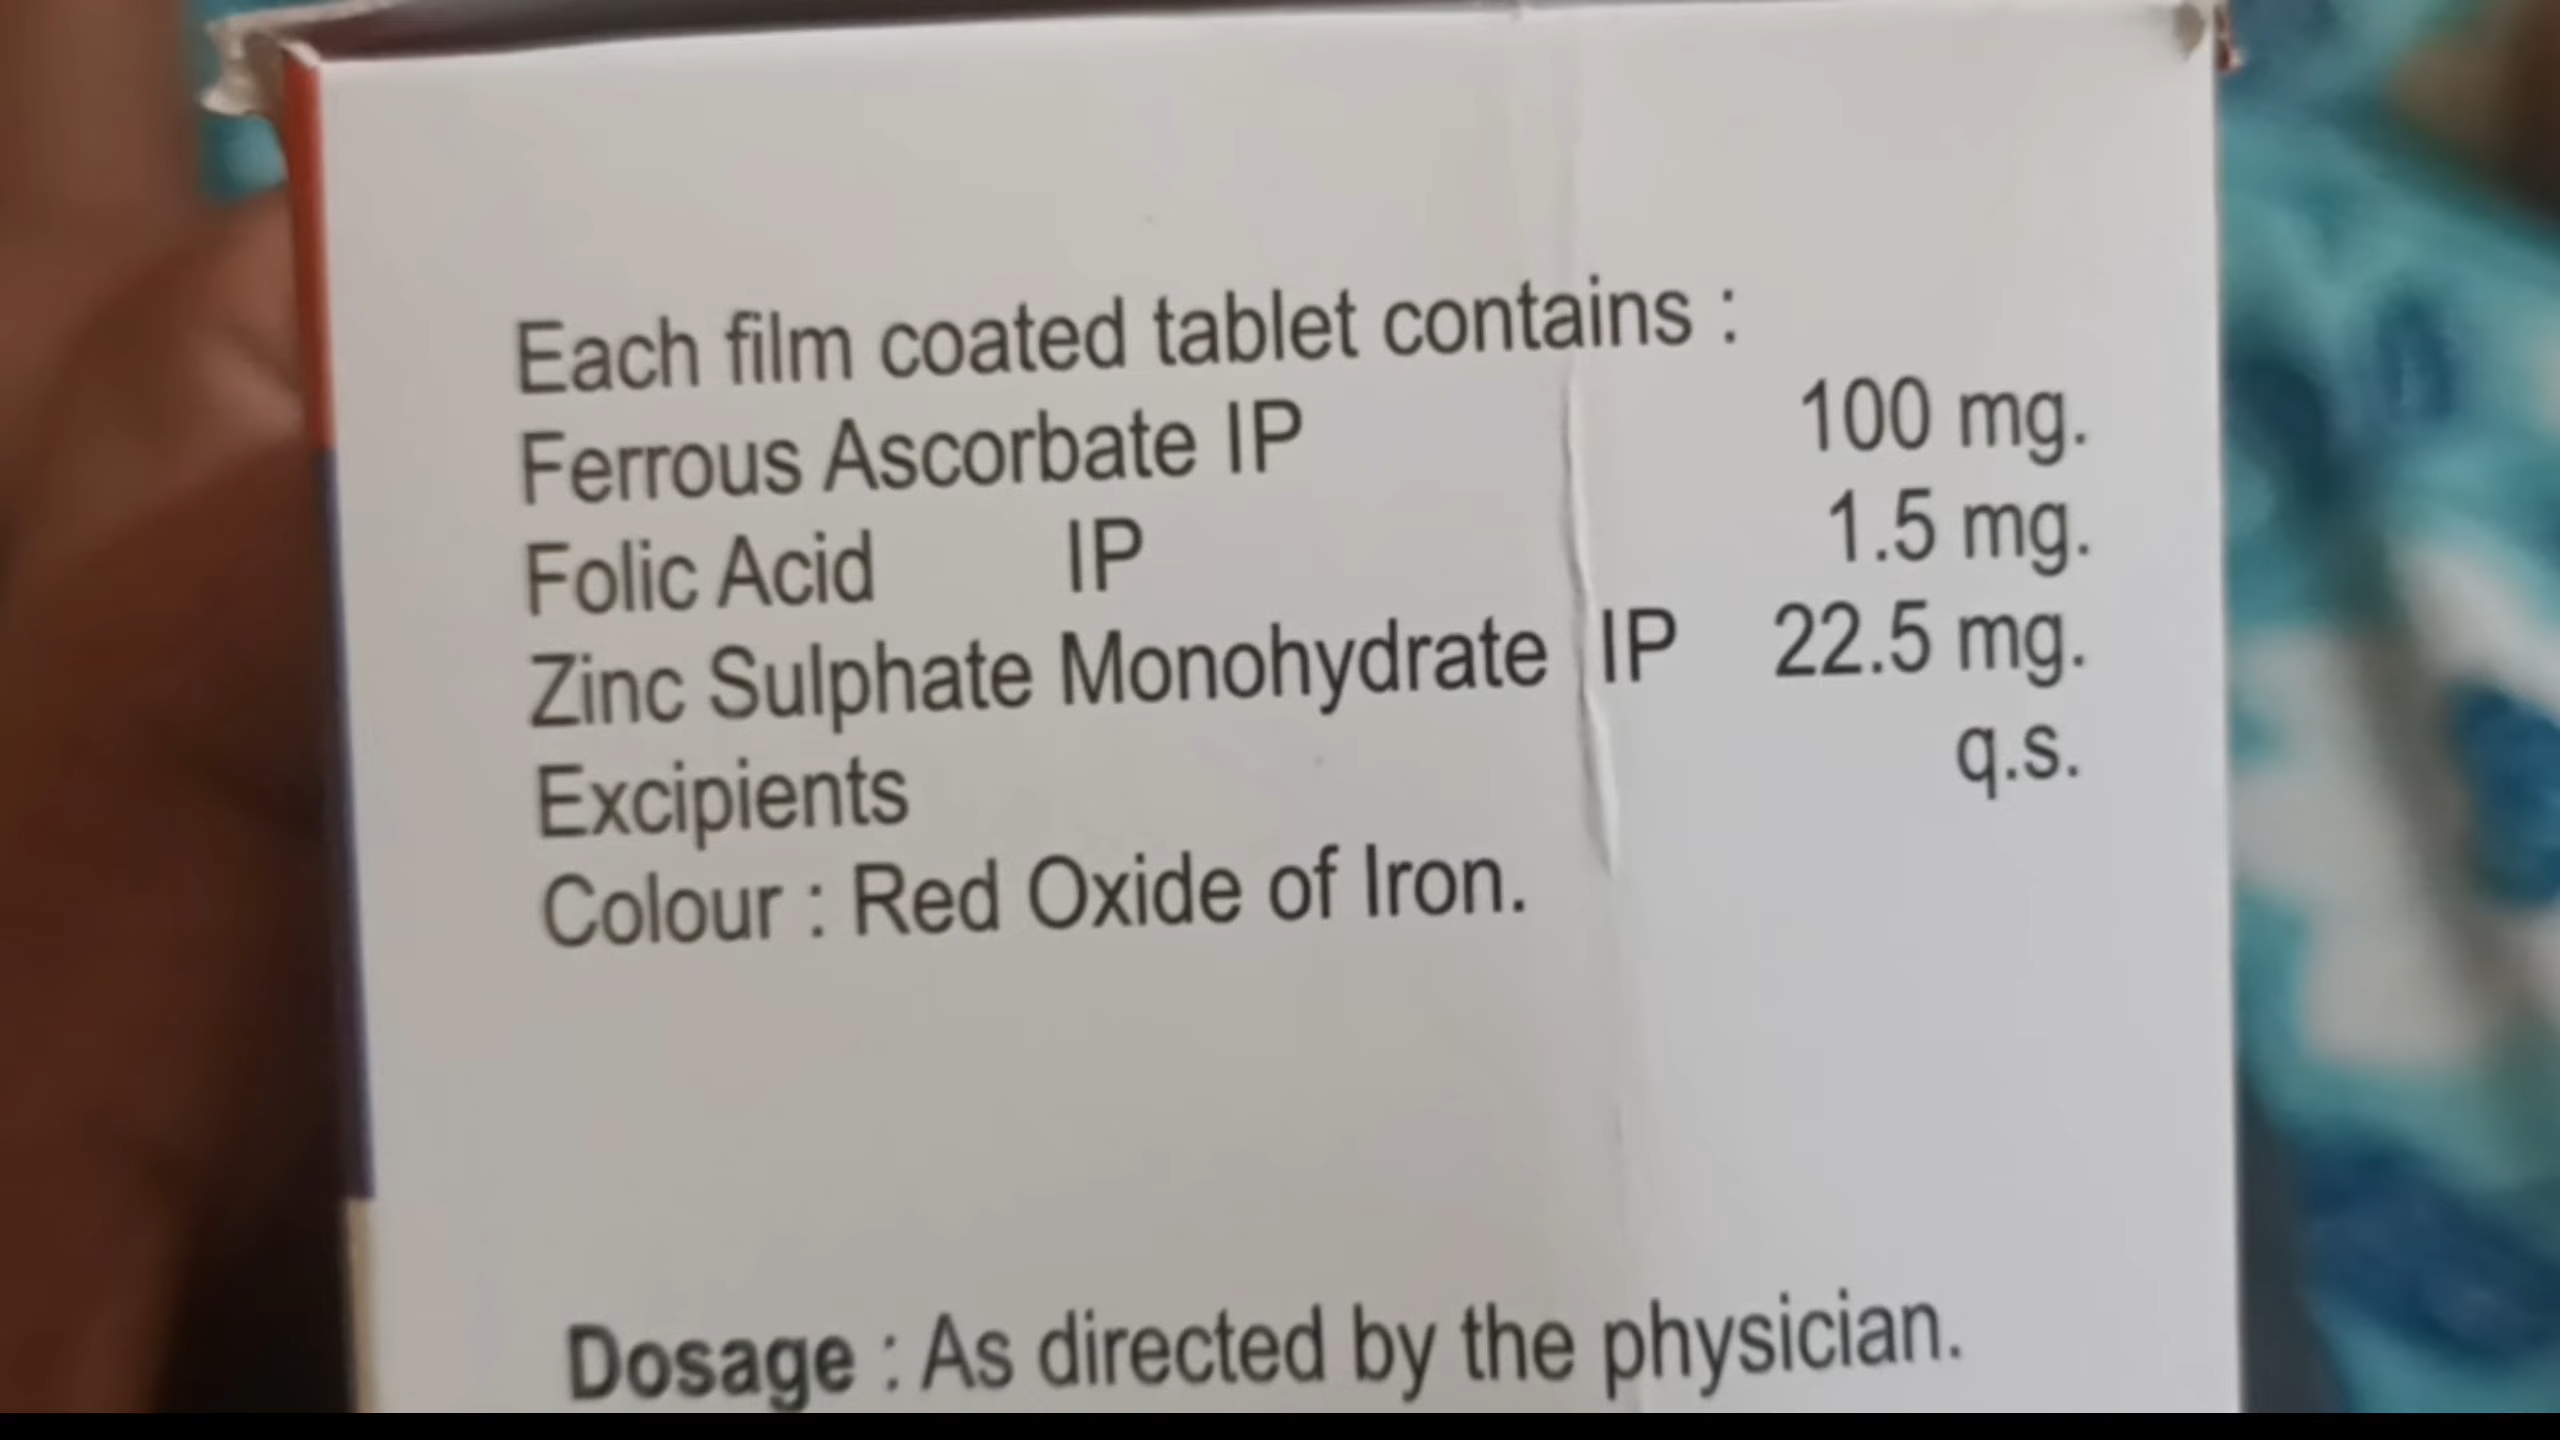 Each film coated tablet contains :
Ferrous Ascorbate IP 100 mg.
Folic Acid IP 1.5 mg.
Zinc Sulphate Monohydrate IP 22.5 mg.
Excipients q.s.
Colour : Red Oxide of Iron.
Dosage : As directed by the physician.